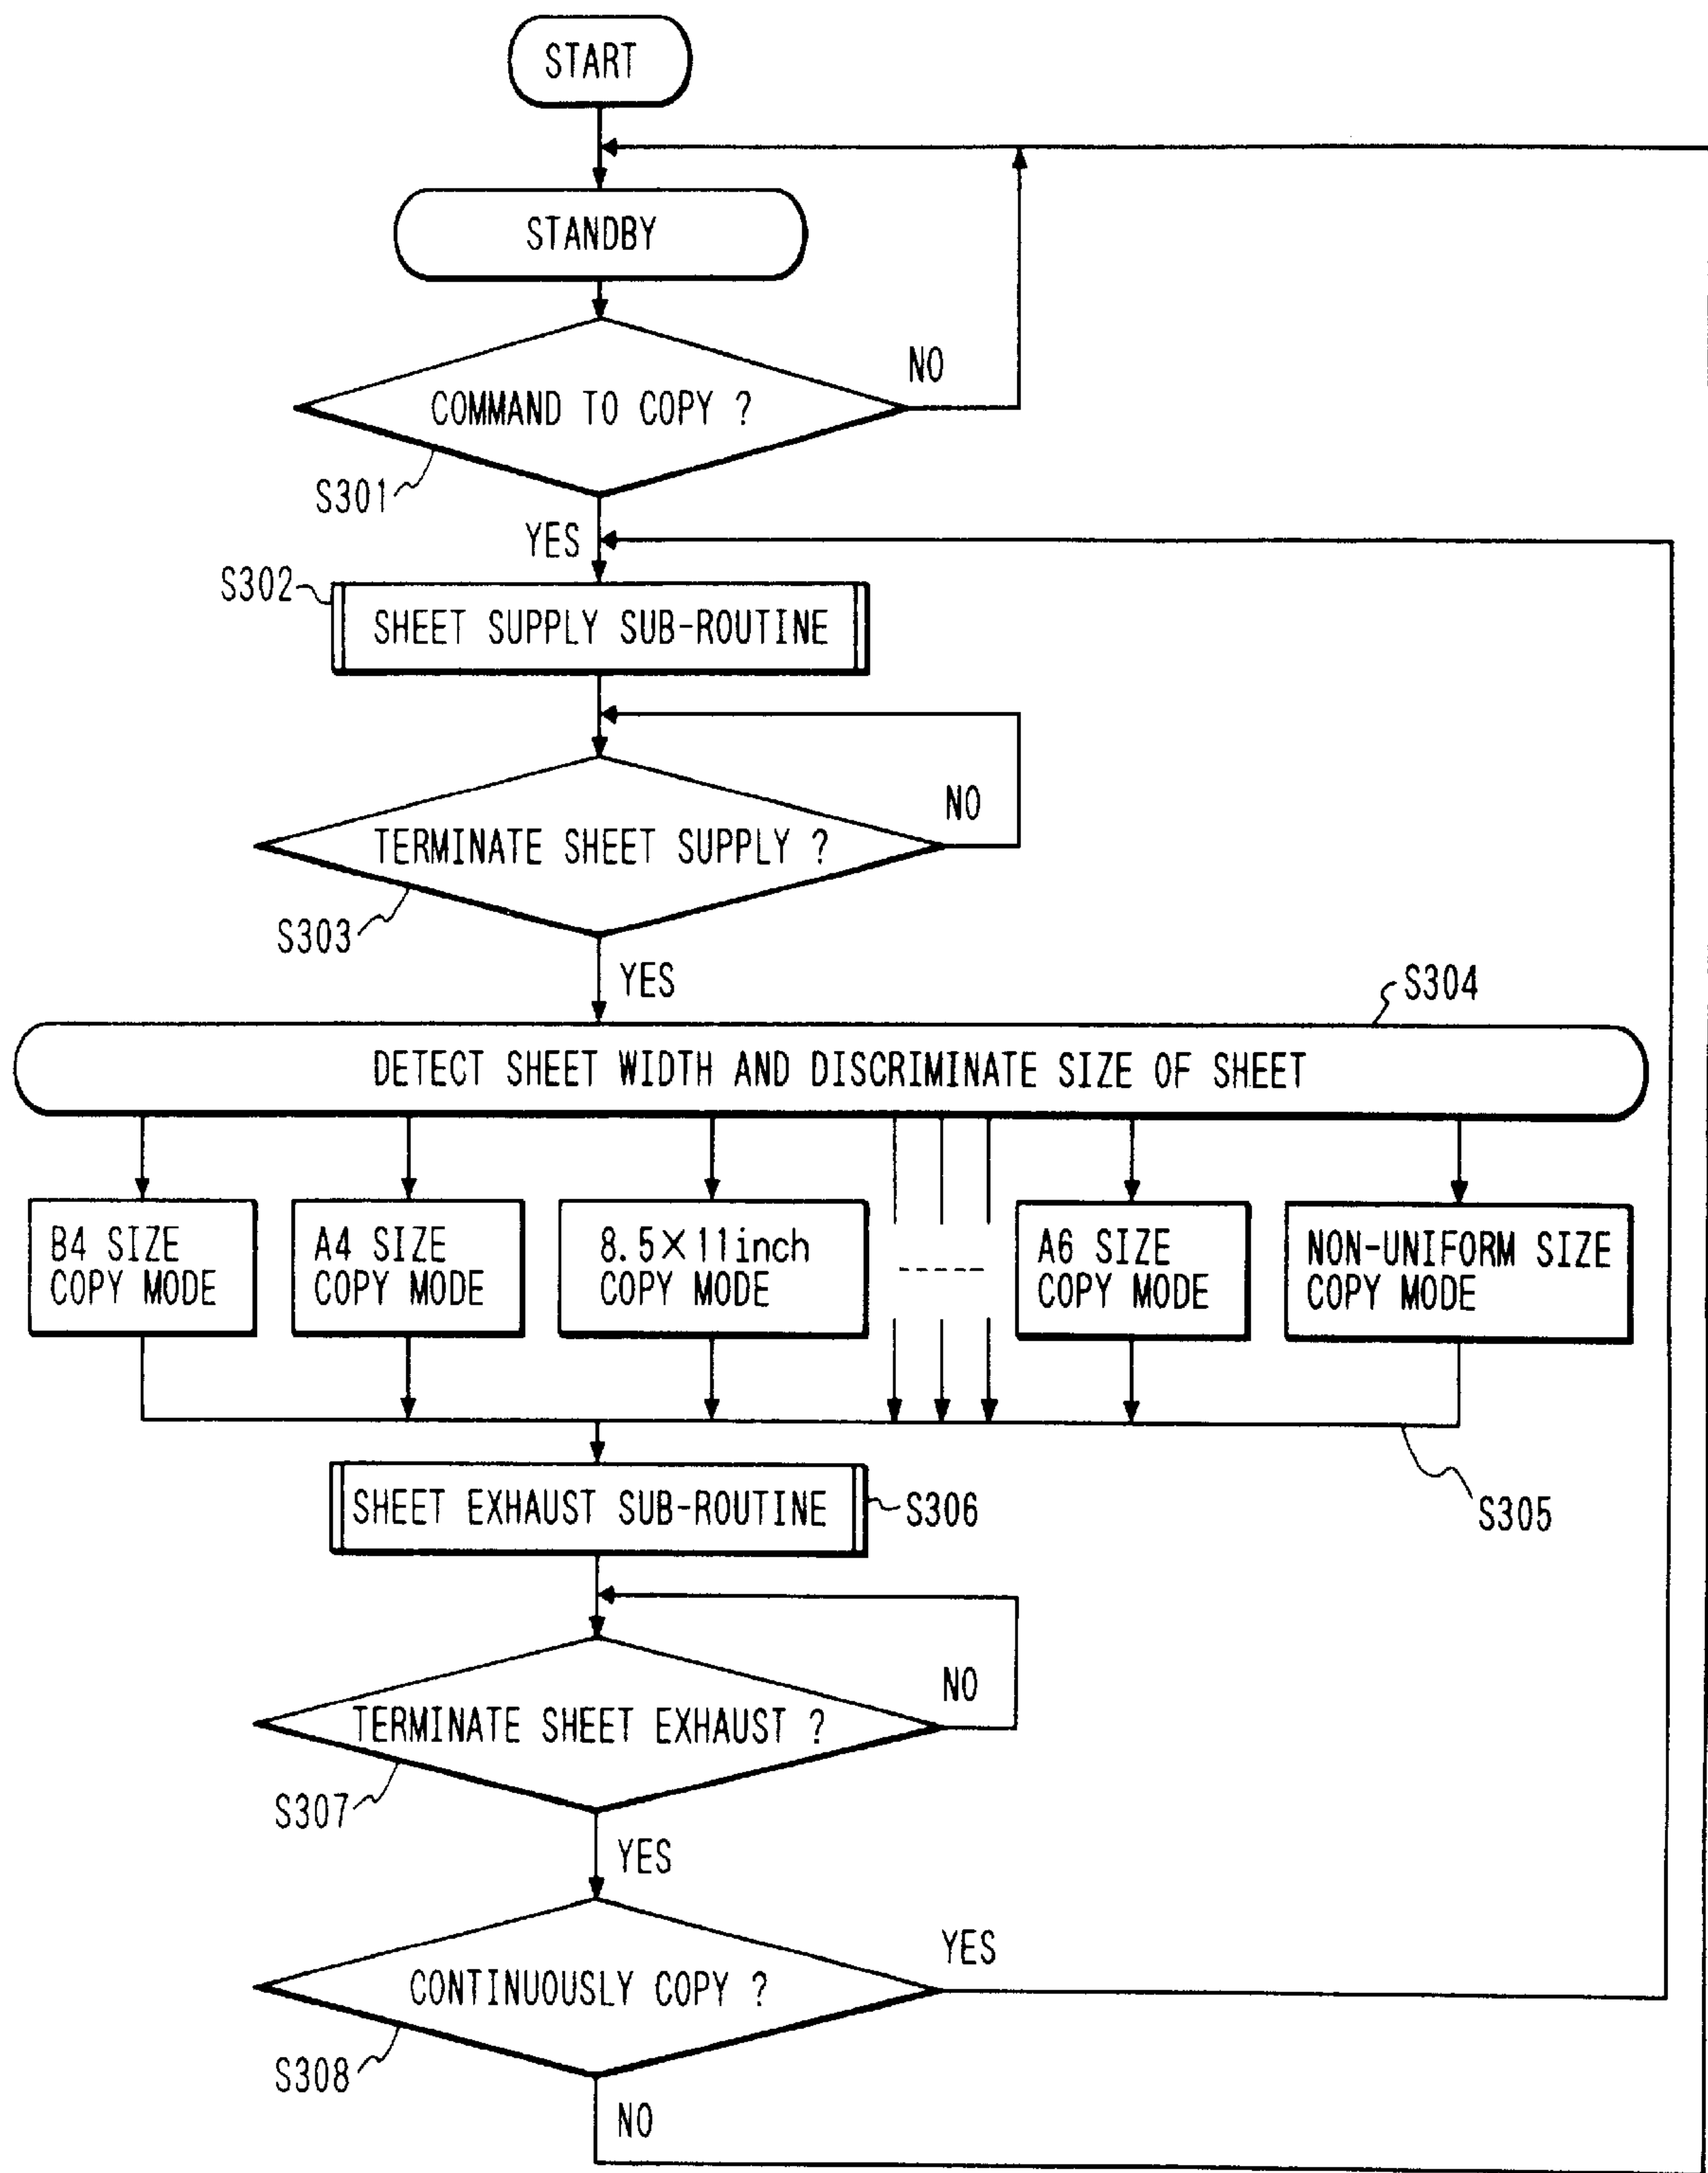 START
STANDBY
NO
COMMAND TO COPY ?
S301
YES
S302
SHEET SUPPLY SUB-ROUTINE
NO
TERMINATE SHEET SUPPLY ?
S303
YES
S304
DETECT SHEET WIDTH AND DISCRIMINATE SIZE OF SHEET
B4 SIZE
COPY MODE
A4 SIZE
COPY MODE
8.5×11inch
COPY MODE
A6 SIZE
COPY MODE
NON-UNIFORM SIZE
COPY MODE
S305
SHEET EXHAUST SUB-ROUTINE
S306
NO
TERMINATE SHEET EXHAUST ?
S307
YES
YES
CONTINUOUSLY COPY ?
S308
NO